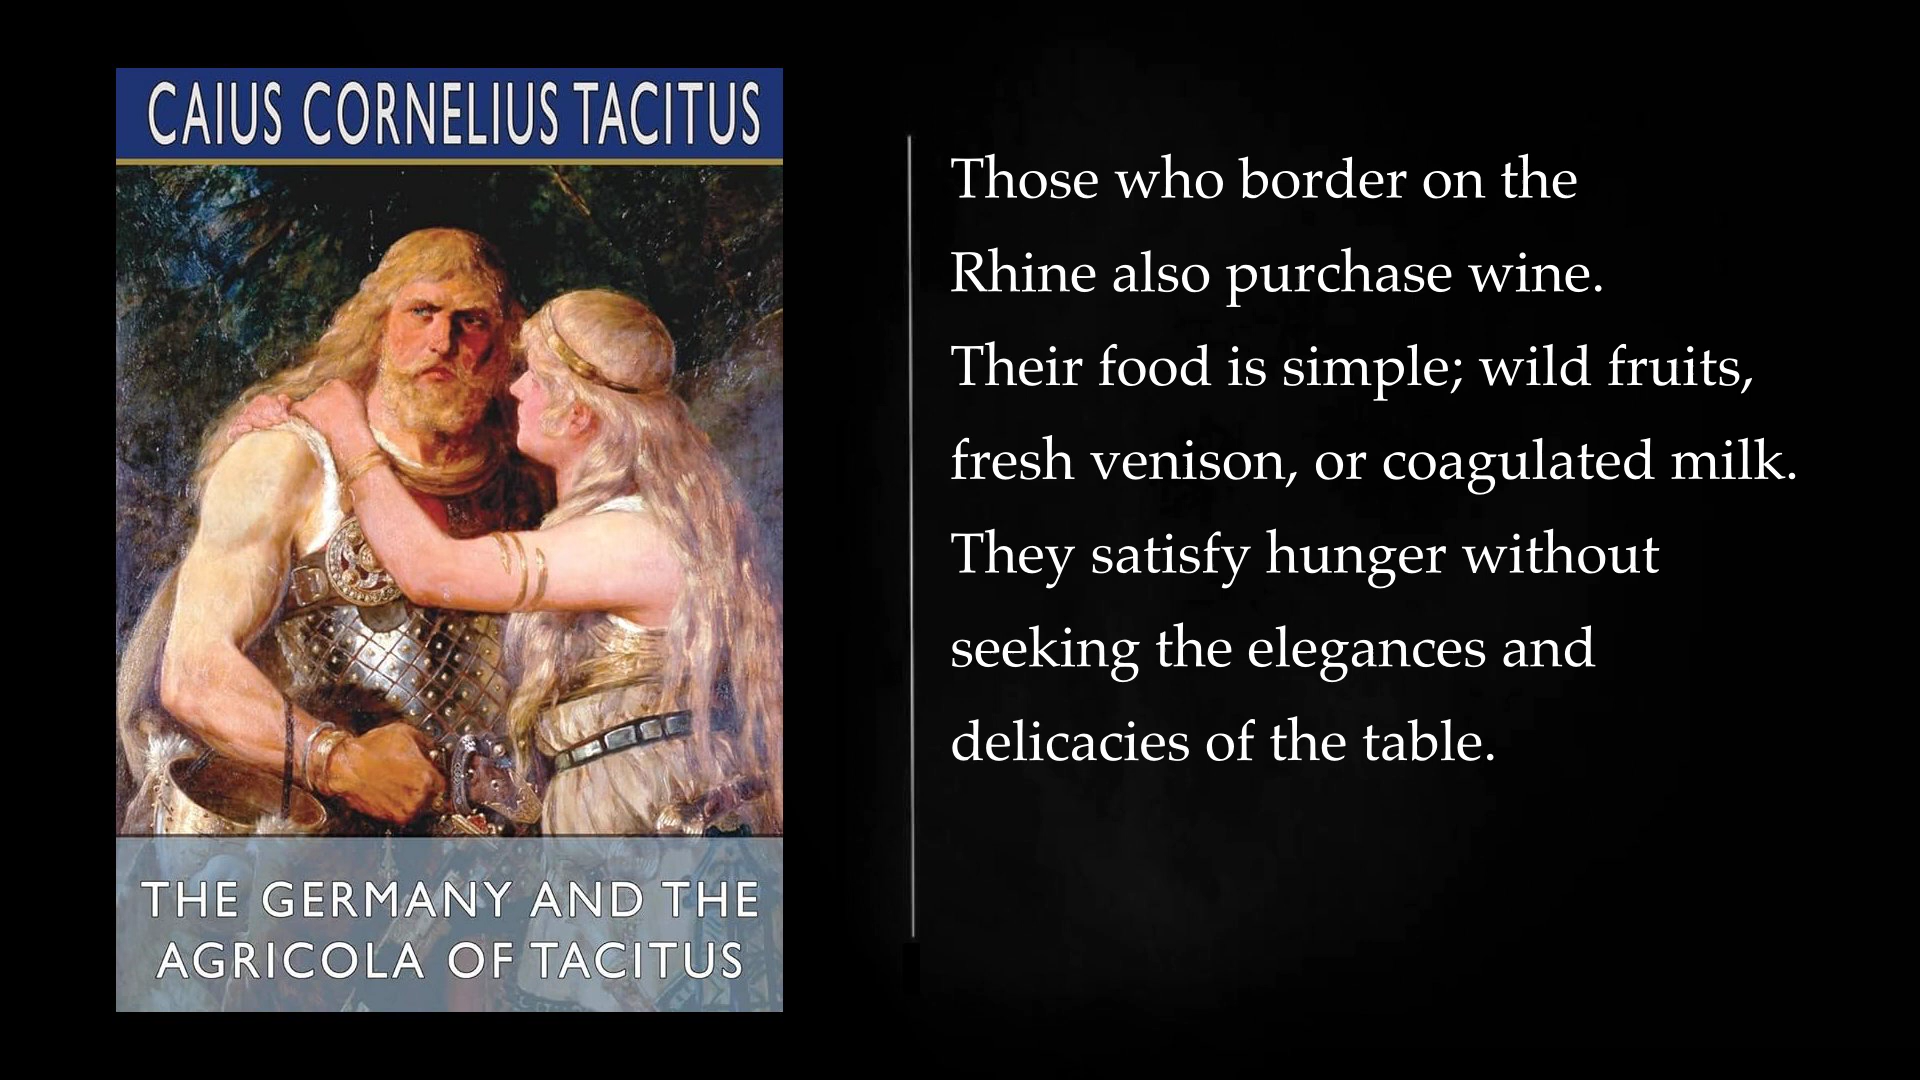 CAIUS CORNELIUS TACITUS
THE GERMANY AND THE
AGRICOLA OF TACITUS
Those who border on the
Rhine also purchase wine.
Their food is simple; wild fruits,
fresh venison, or coagulated milk.
They satisfy hunger without
seeking the elegances and
delicacies of the table.